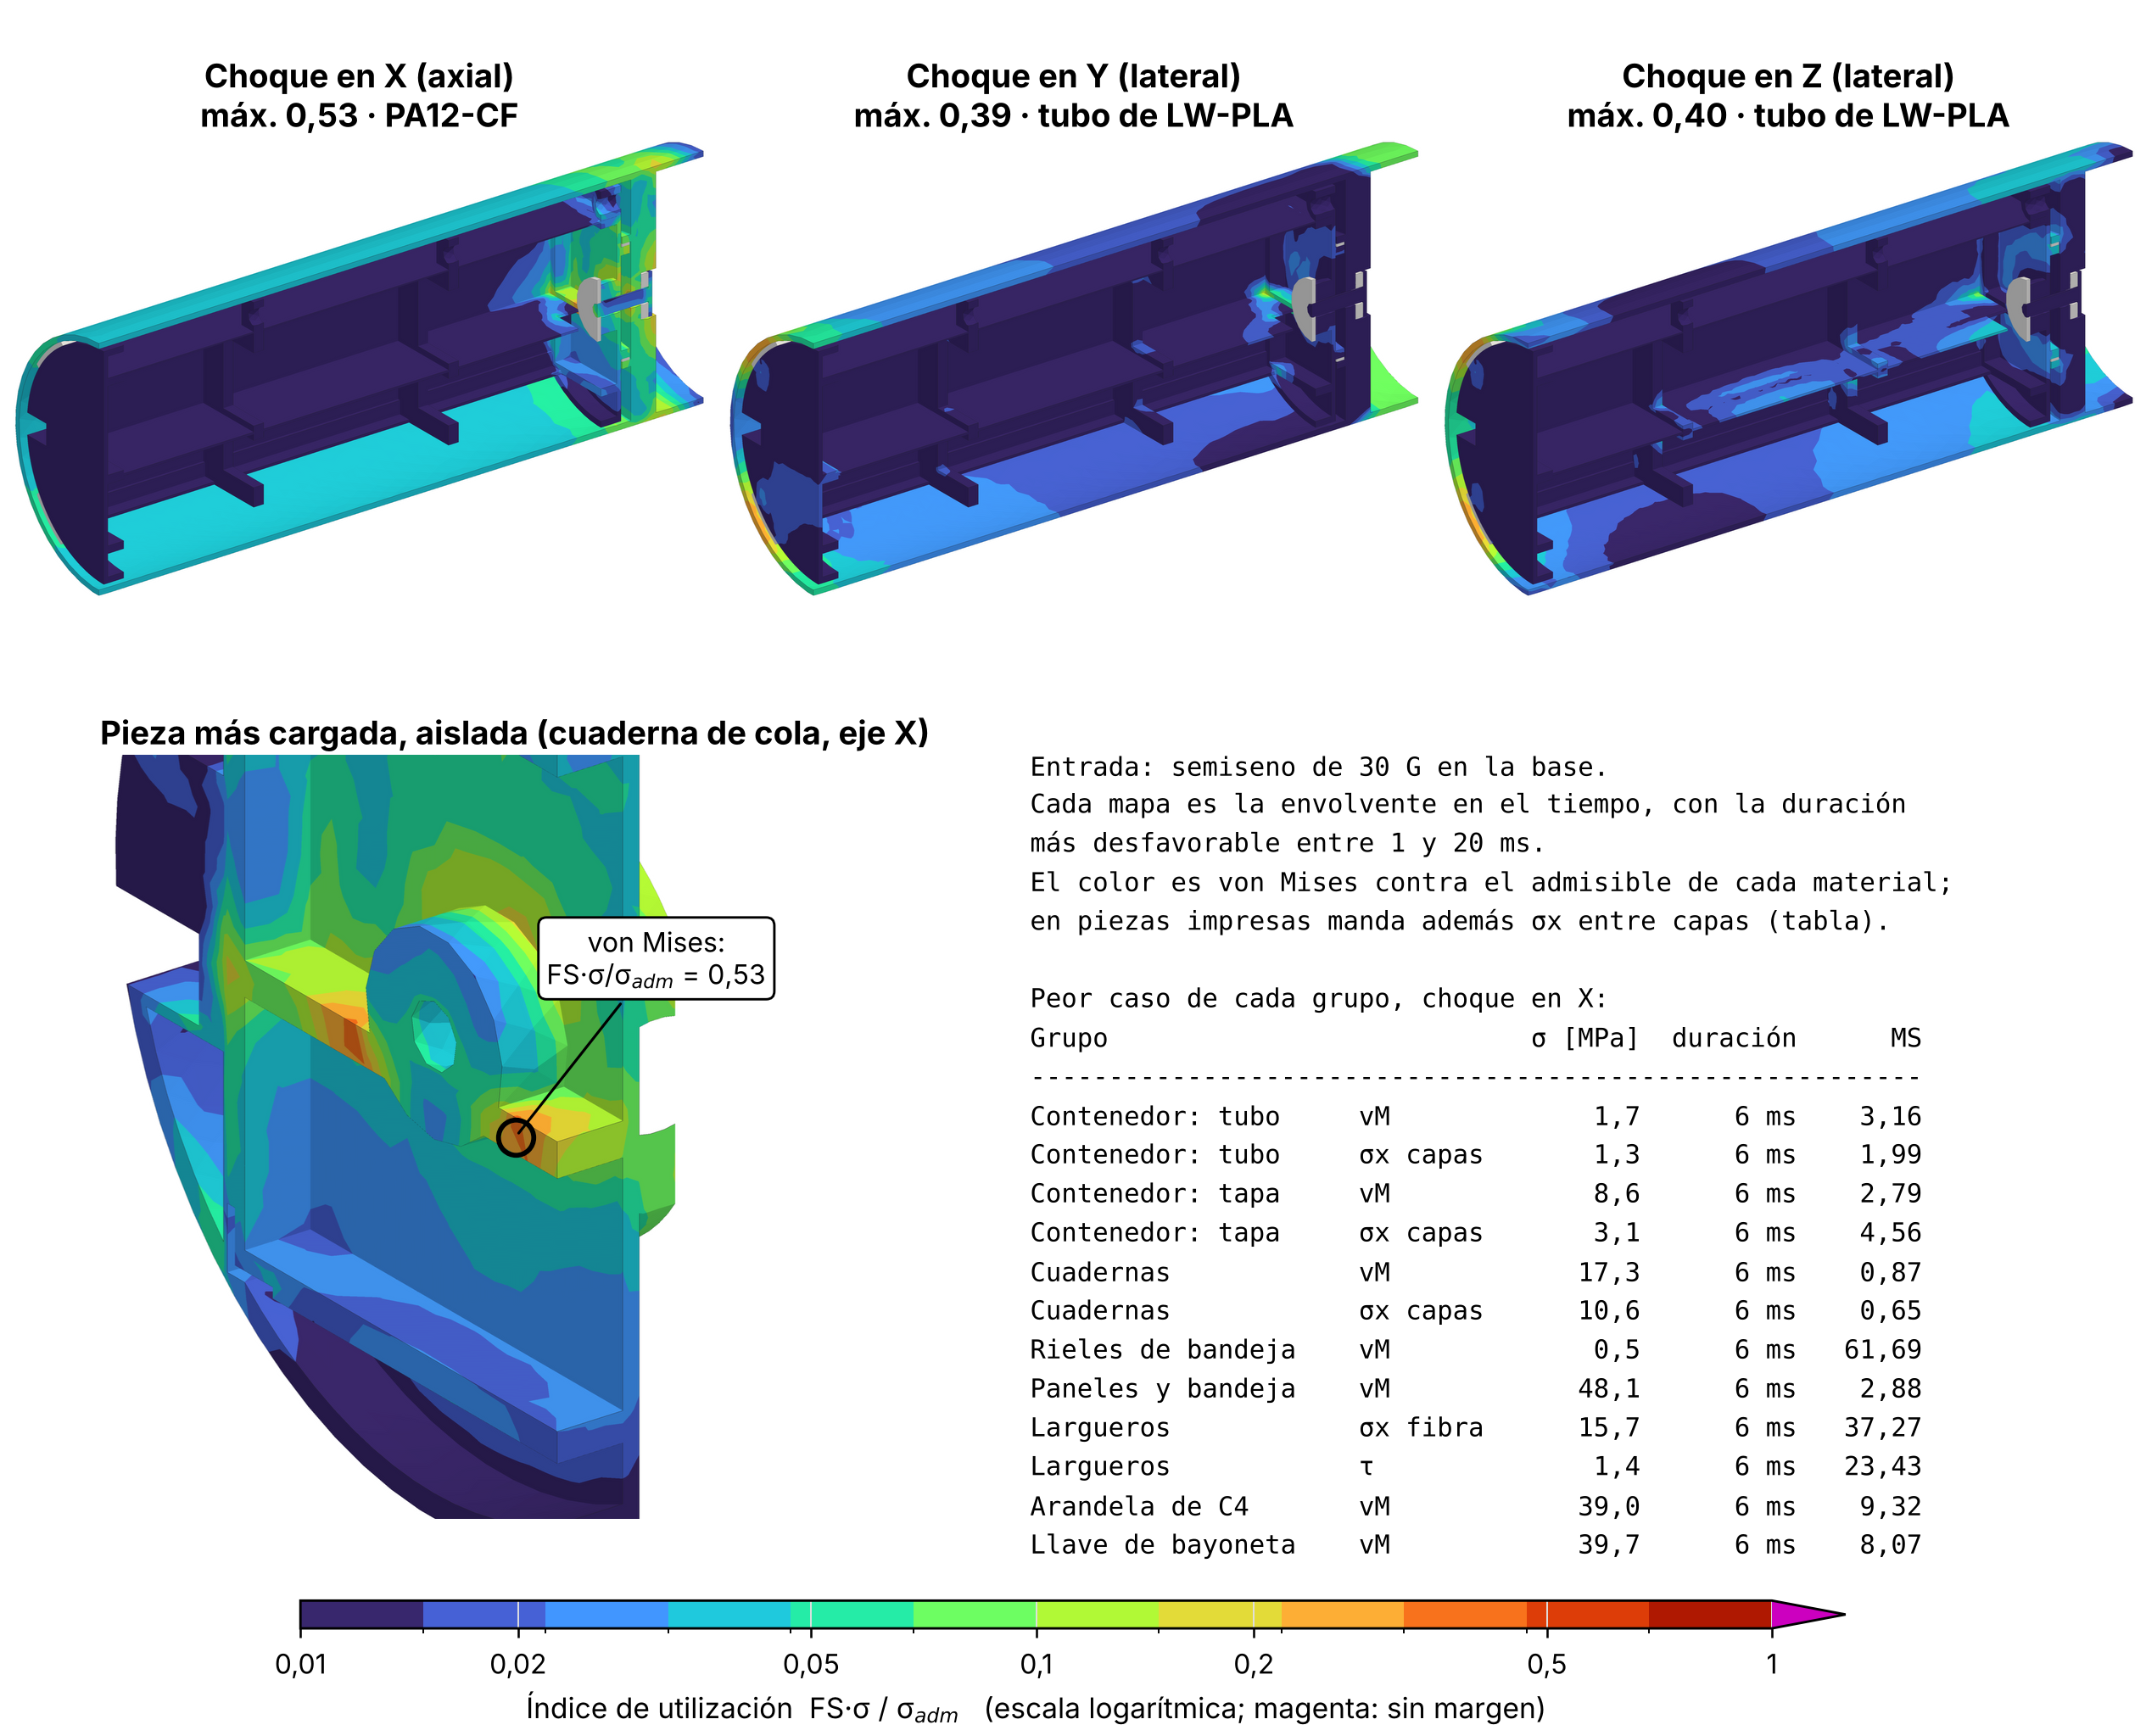 Choque en X (axial)
máx. 0,53 · PA12-CF
Choque en Y (lateral)
máx. 0,39 · tubo de LW-PLA
Choque en Z (lateral)
máx. 0,40 · tubo de LW-PLA
Pieza más cargada, aislada (cuaderna de cola, eje X)
von Mises:
FS·σ/σadm = 0,53
Entrada: semiseno de 30 G en la base.
Cada mapa es la envolvente en el tiempo, con la duración
más desfavorable entre 1 y 20 ms.
El color es von Mises contra el admisible de cada material;
en piezas impresas manda además σx entre capas (tabla).
Peor caso de cada grupo, choque en X:
Grupo σ [MPa] duración MS
---------------------------------------------------------
Contenedor: tubo vM 1,7 6 ms 3,16
Contenedor: tubo σx capas 1,3 6 ms 1,99
Contenedor: tapa vM 8,6 6 ms 2,79
Contenedor: tapa σx capas 3,1 6 ms 4,56
Cuadernas vM 17,3 6 ms 0,87
Cuadernas σx capas 10,6 6 ms 0,65
Rieles de bandeja vM 0,5 6 ms 61,69
Paneles y bandeja vM 48,1 6 ms 2,88
Largueros σx fibra 15,7 6 ms 37,27
Largueros τ 1,4 6 ms 23,43
Arandela de C4 vM 39,0 6 ms 9,32
Llave de bayoneta vM 39,7 6 ms 8,07
0,01 0,02 0,05 0,1 0,2 0,5 1
Índice de utilización FS·σ / σadm (escala logarítmica; magenta: sin margen)